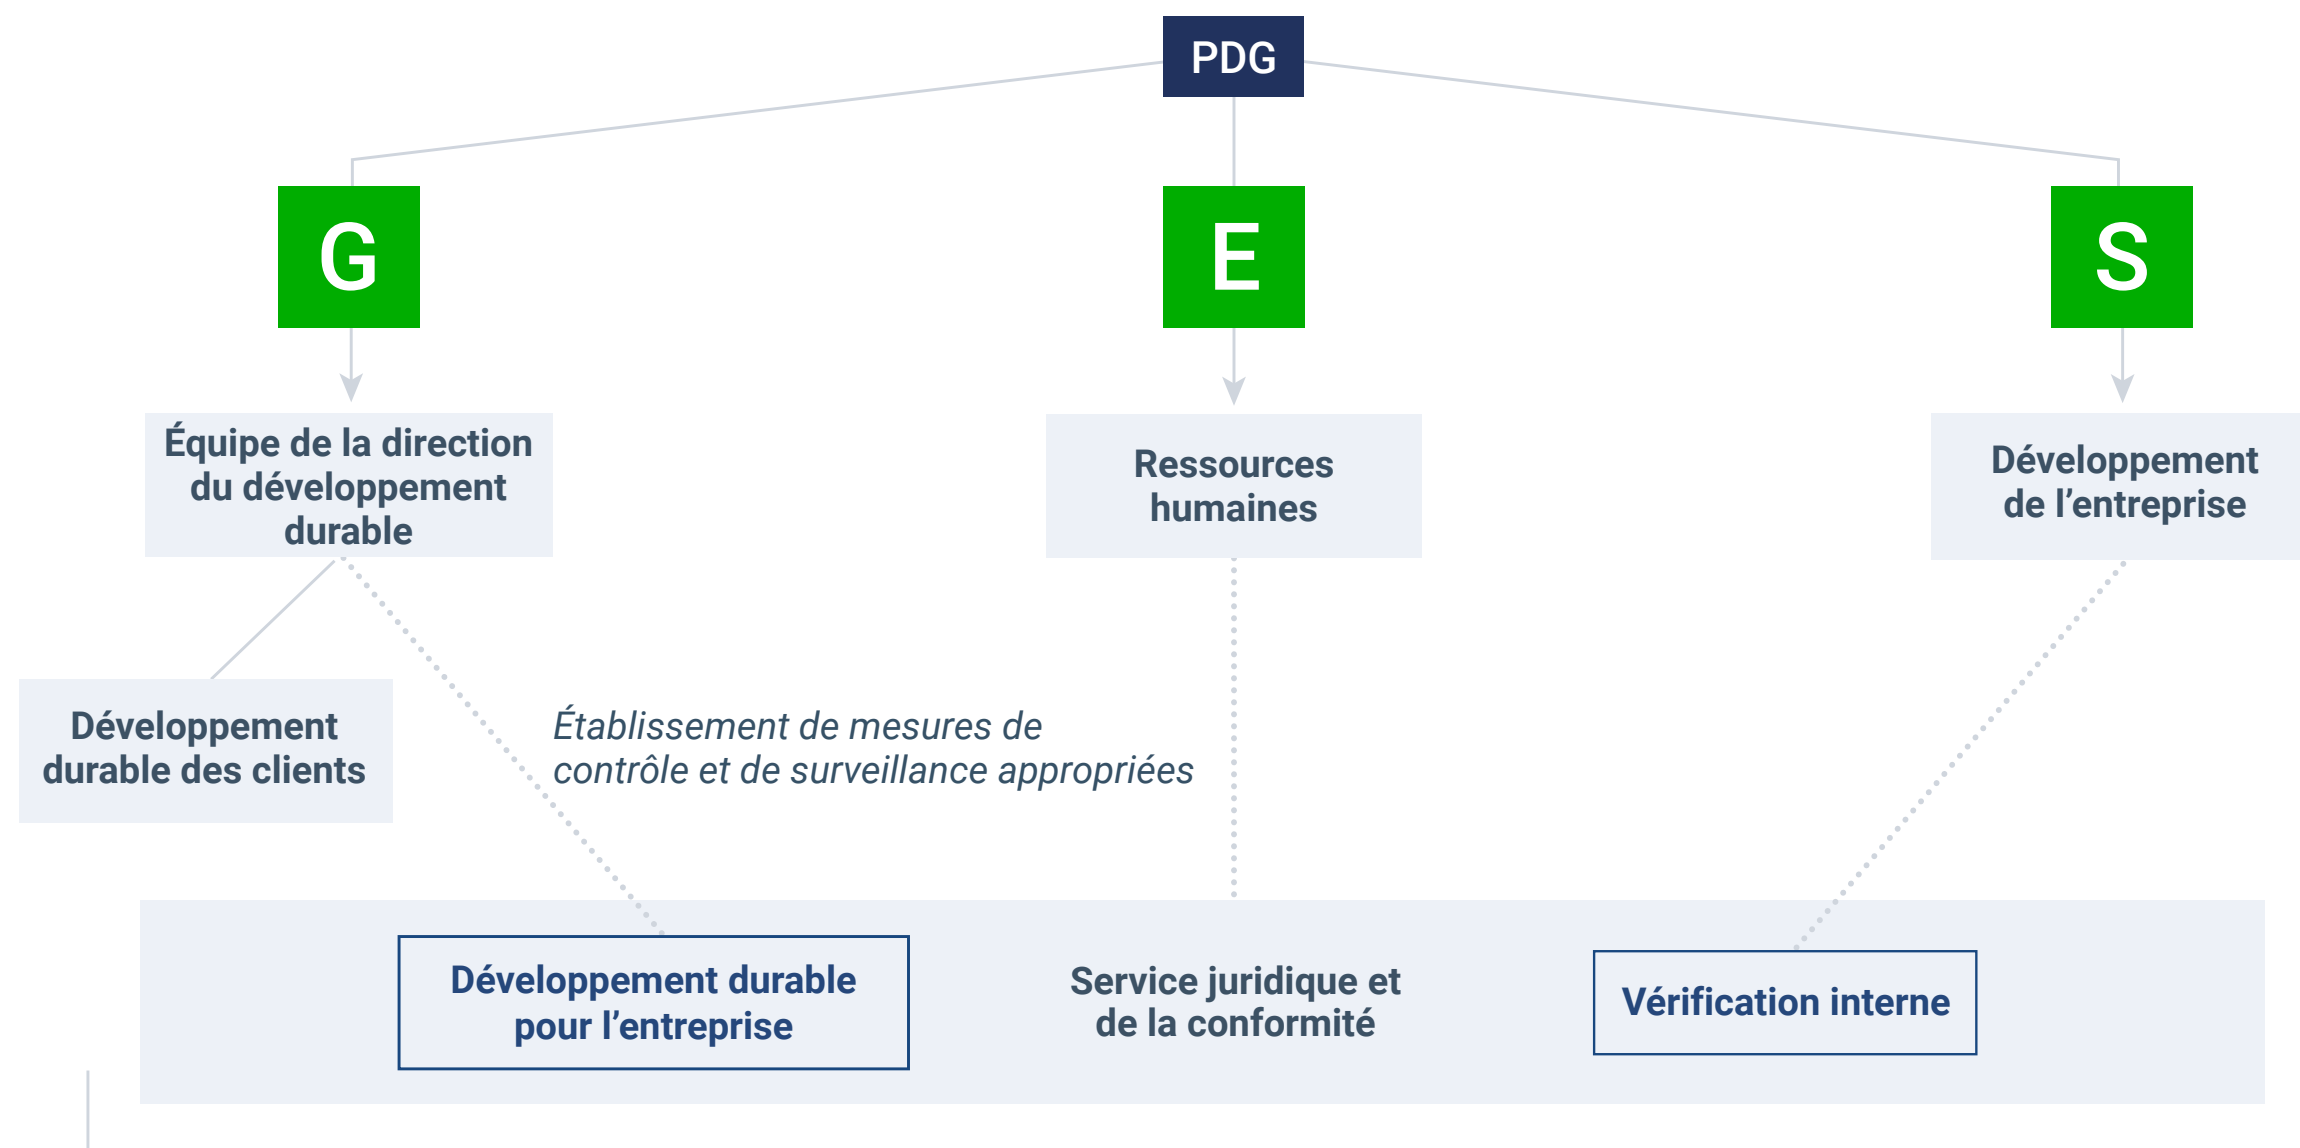 PDG
G
E
S
Équipe de la direction
du développement
durable
Ressources
humaines
Développement
de l’entreprise
Développement
durable des clients
Établissement de mesures de
contrôle et de surveillance appropriées
Développement durable
pour l’entreprise
Service juridique et
de la conformité
Vérification interne